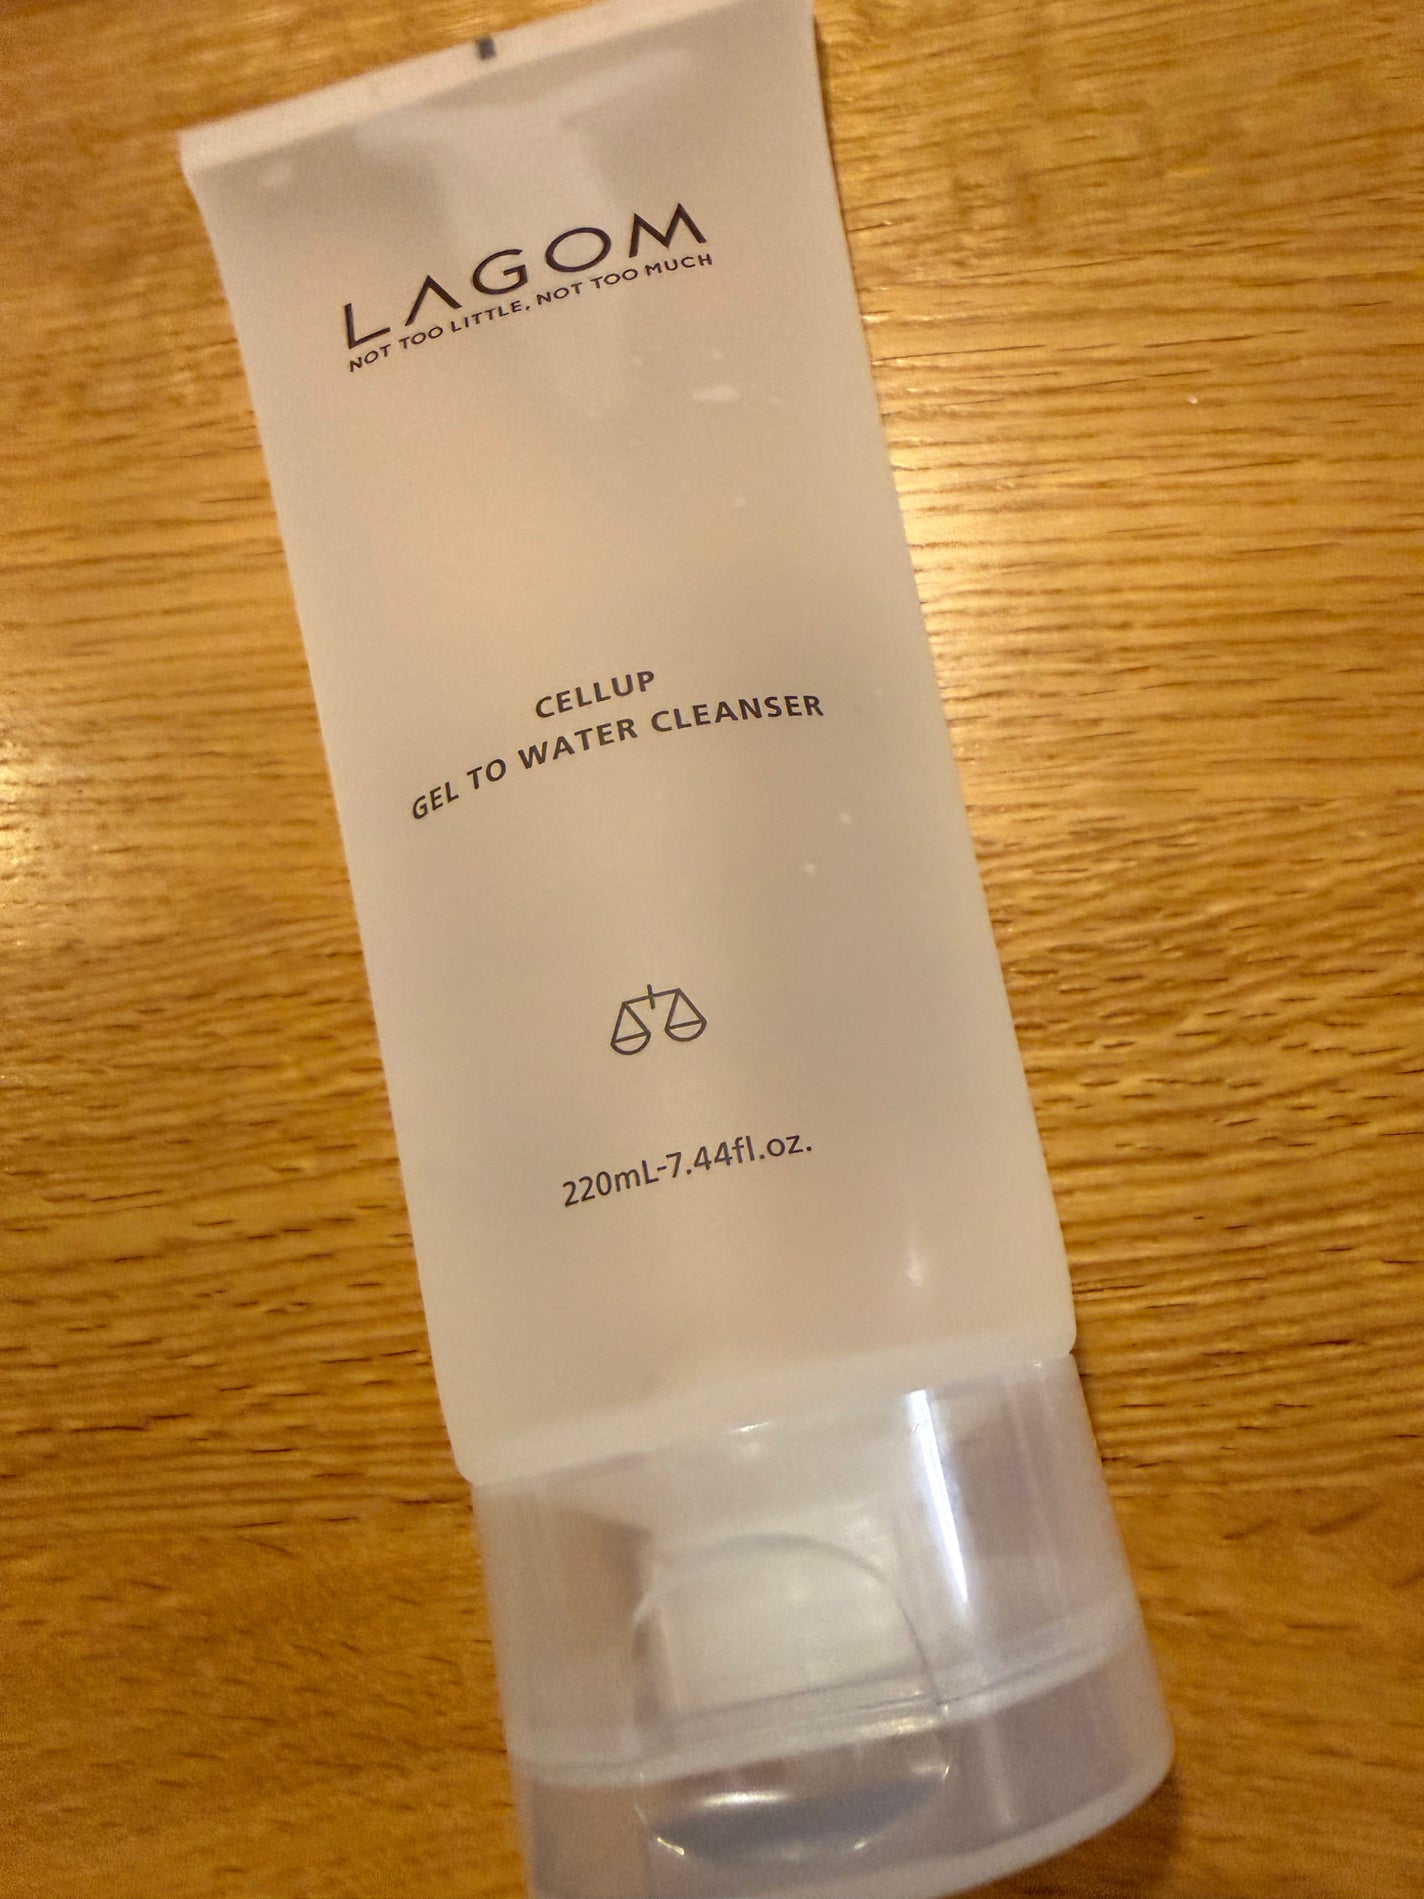 LAGOM
NOT TOO LITTLE, NOT TOO MUCH
CELLUP
GEL TO WATER CLEANSER
220mL-7.44fl.oz.